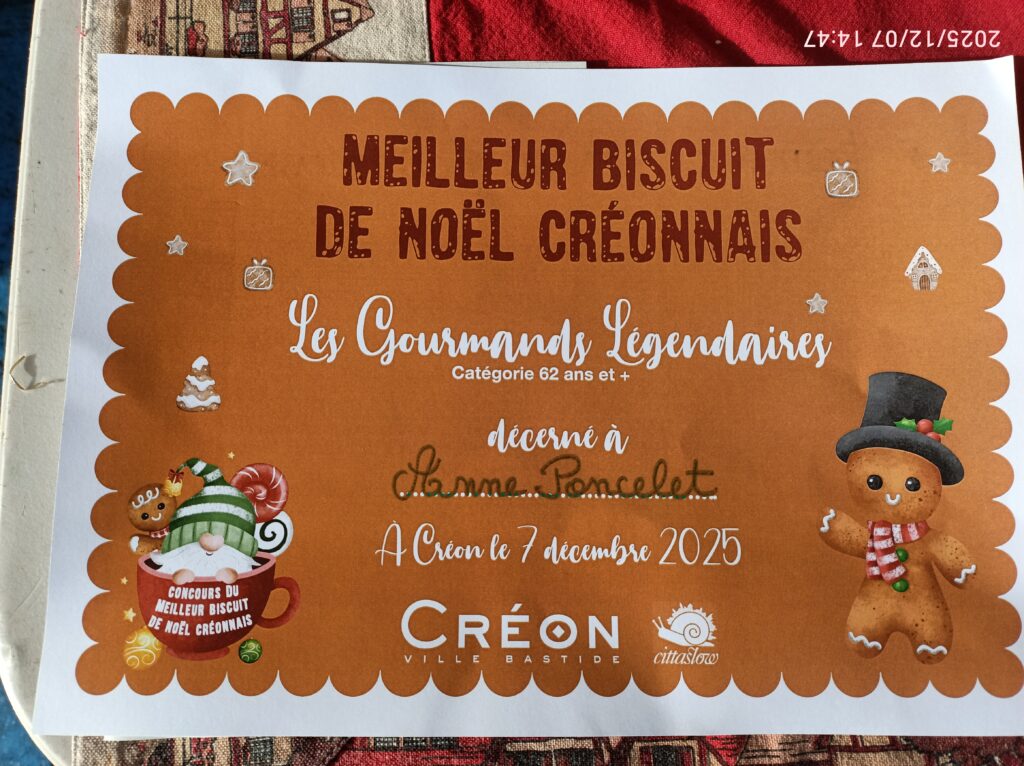 2025/12/07 14:47
MEILLEUR BISCUIT
DE NOËL CRÉONNAIS
Les Gourmands Légendaires
Catégorie 62 ans et +
décerné à
Anne Poncelet
À Créon le 7 décembre 2025
CONCOURS DU
MEILLEUR BISCUIT
DE NOËL CRÉONNAIS
CRÉON
VILLE BASTIDE
cittaslow